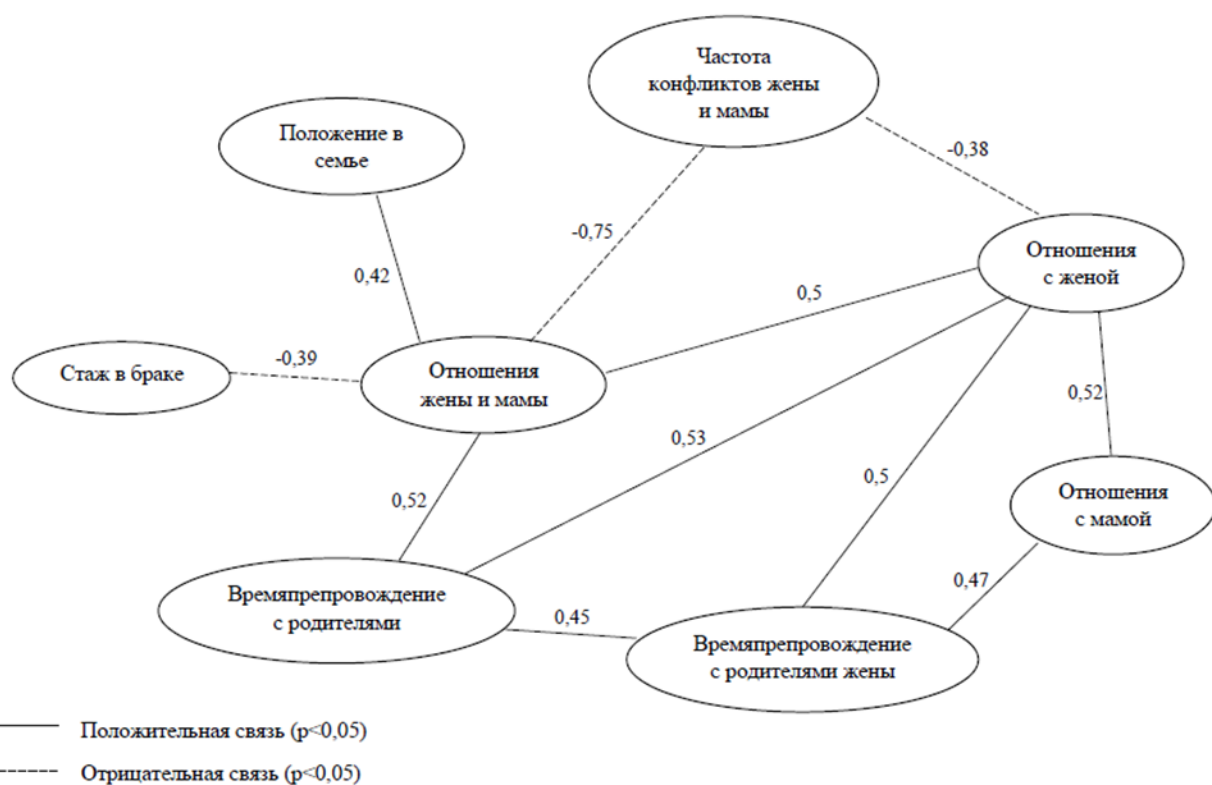 Частота
конфликтов жены
и мамы
Положение в
семье
-0,38
-0,75
Отношения
с женой
0,42
0,5
-0,39
Стаж в браке
Отношения
жены и мамы
0,52
0,53
0,5
Отношения
с мамой
0,52
0,47
Времяпрепровождение
с родителями
0,45
Времяпрепровождение
с родителями жены
Положительная связь (p<0,05)
Отрицательная связь (p<0,05)